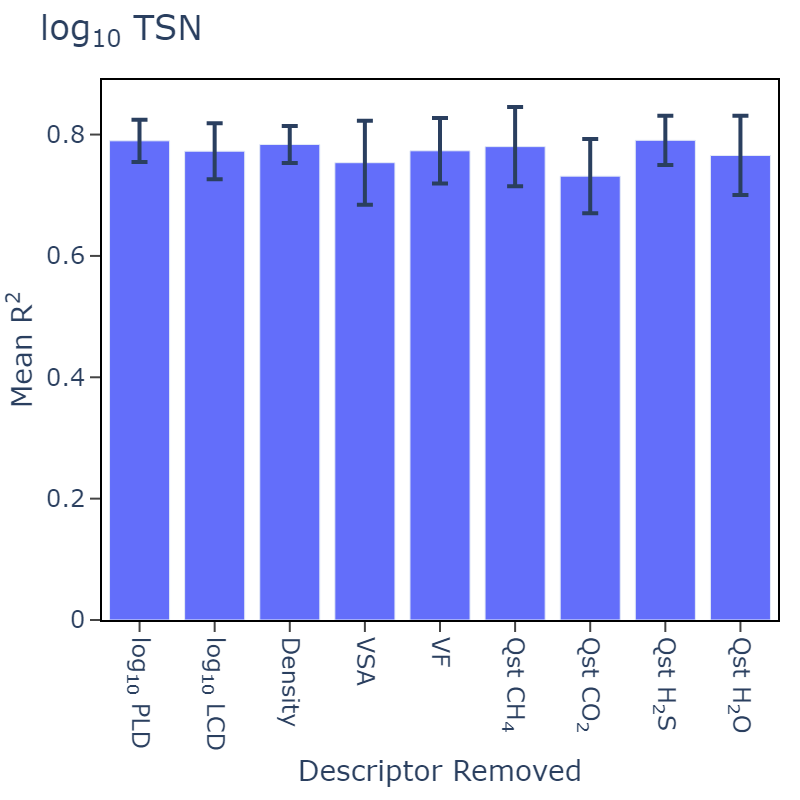 log₁₀ TSN
Mean R²
0.8
0.6
0.4
0.2
0
log₁₀ PLD
log₁₀ LCD
Density
VSA
VF
Qst CH₄
Qst CO₂
Qst H₂S
Qst H₂O
Descriptor Removed